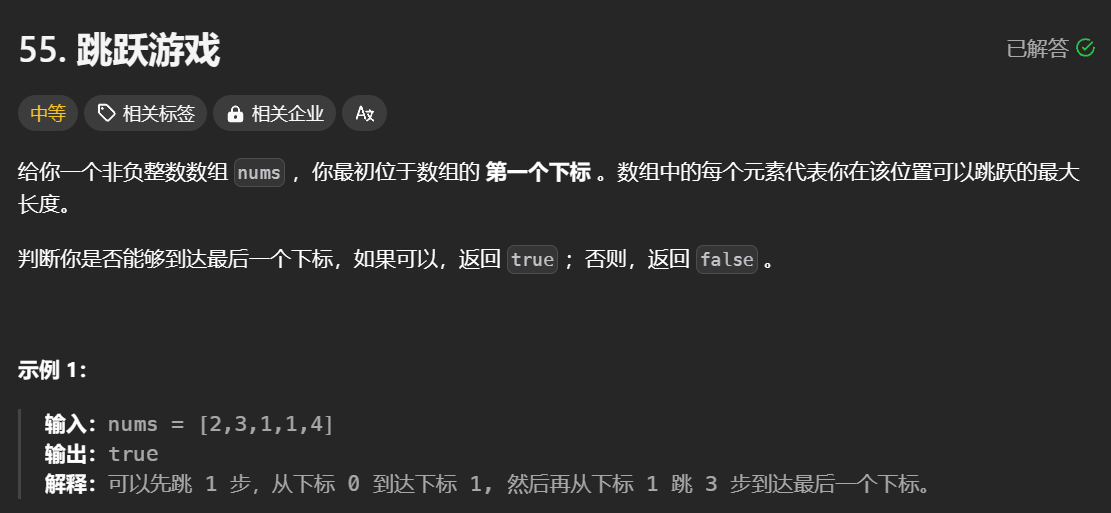 55. 跳跃游戏
已解答
中等 相关标签 相关企业 Ax
给你一个非负整数数组 nums ，你最初位于数组的 第一个下标 。数组中的每个元素代表你在该位置可以跳跃的最大
长度。
判断你是否能够到达最后一个下标，如果可以，返回 true ；否则，返回 false 。
示例 1：
输入：nums = [2,3,1,1,4]
输出：true
解释：可以先跳 1 步，从下标 0 到达下标 1, 然后再从下标 1 跳 3 步到达最后一个下标。